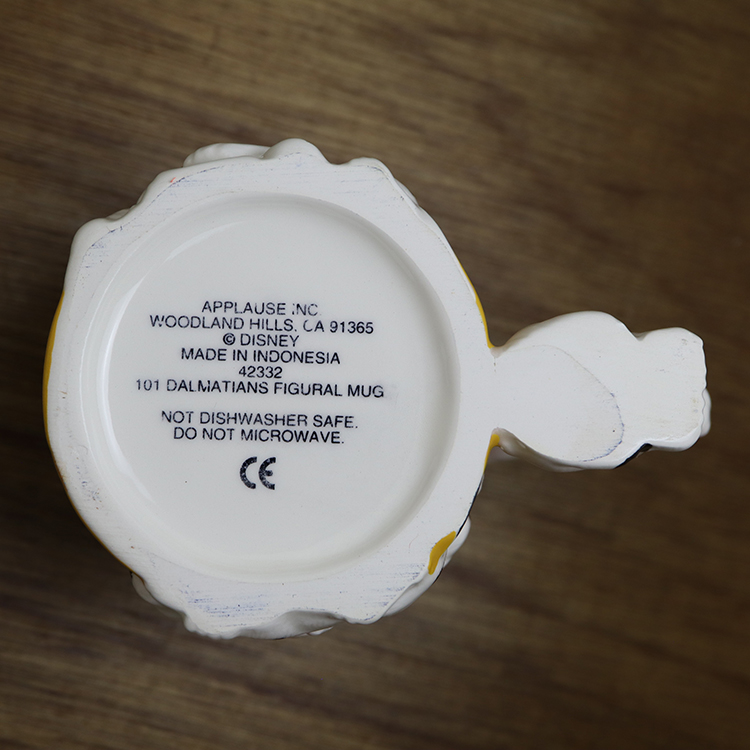 APPLAUSE INC
WOODLAND HILLS, CA 91365
© DISNEY
MADE IN INDONESIA
42332
101 DALMATIANS FIGURAL MUG
NOT DISHWASHER SAFE.
DO NOT MICROWAVE.
CE